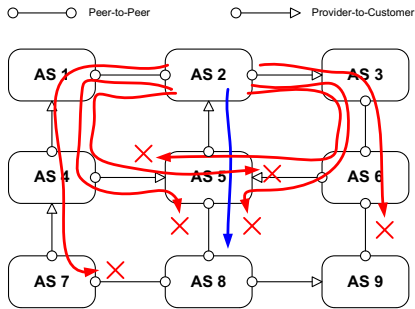 Peer-to-Peer Provider-to-Customer
AS 1 AS 2 AS 3
AS 4 AS 5 AS 6
AS 7 AS 8 AS 9